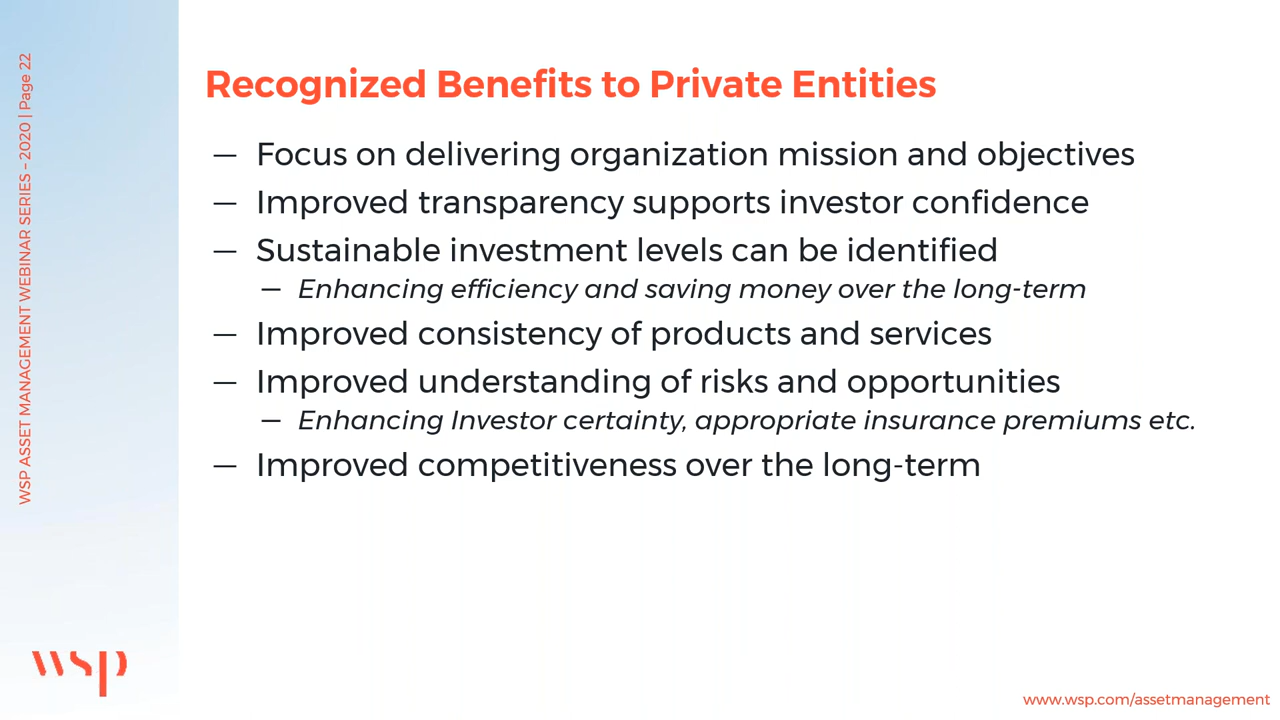 WSP ASSET MANAGEMENT WEBINAR SERIES – 2020 | Page 22
Recognized Benefits to Private Entities
— Focus on delivering organization mission and objectives
— Improved transparency supports investor confidence
— Sustainable investment levels can be identified
— Enhancing efficiency and saving money over the long-term
— Improved consistency of products and services
— Improved understanding of risks and opportunities
— Enhancing Investor certainty, appropriate insurance premiums etc.
— Improved competitiveness over the long-term
wsp
www.wsp.com/assetmanagement